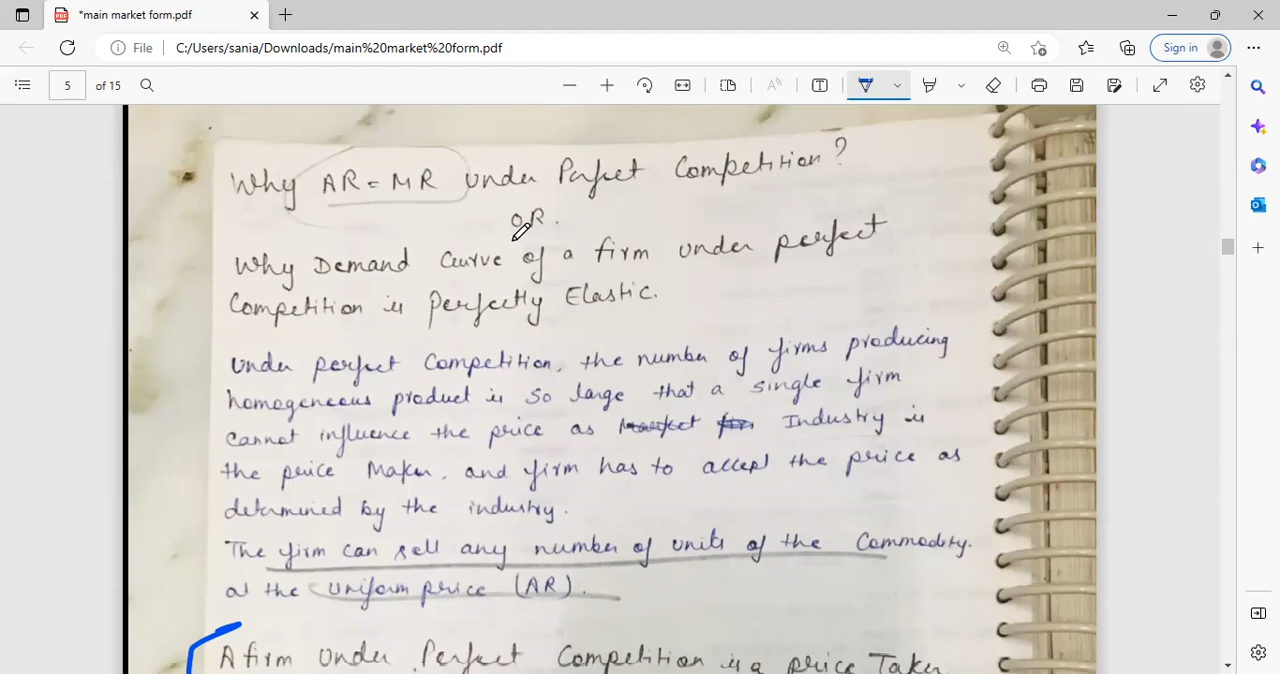 *main market form.pdf
File C:/Users/sania/Downloads/main%20market%20form.pdf
Sign in
5 of 15
Why AR = MR under Perfect Competition?
OR.
Why Demand Curve of a firm under perfect
Competition is perfectly Elastic.
Under perfect Competition, the number of firms producing
homogeneous product is so large that a single firm
cannot influence the price as Market firm Industry is
the price Maker, and firm has to accept the price as
determined by the industry.
The firm can sell any number of units of the Commodity.
at the uniform price (AR).
A firm under Perfect Competition is a price Taker